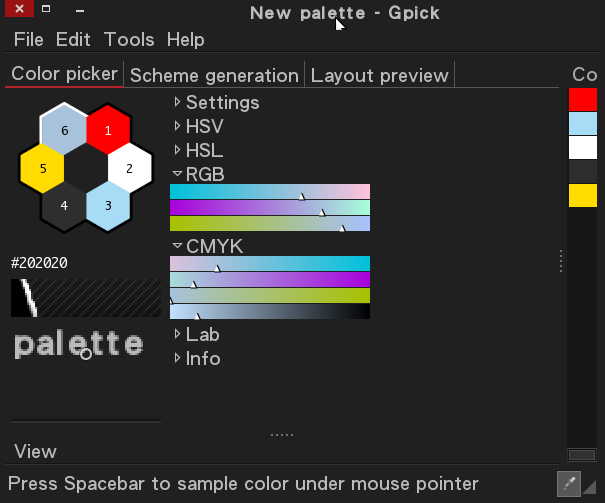 New palette - Gpick
File Edit Tools Help
Color picker Scheme generation Layout preview Co
Settings
HSV
HSL
RGB
CMYK
Lab
Info
6 1
5 2
4 3
#202020
palette
View
Press Spacebar to sample color under mouse pointer